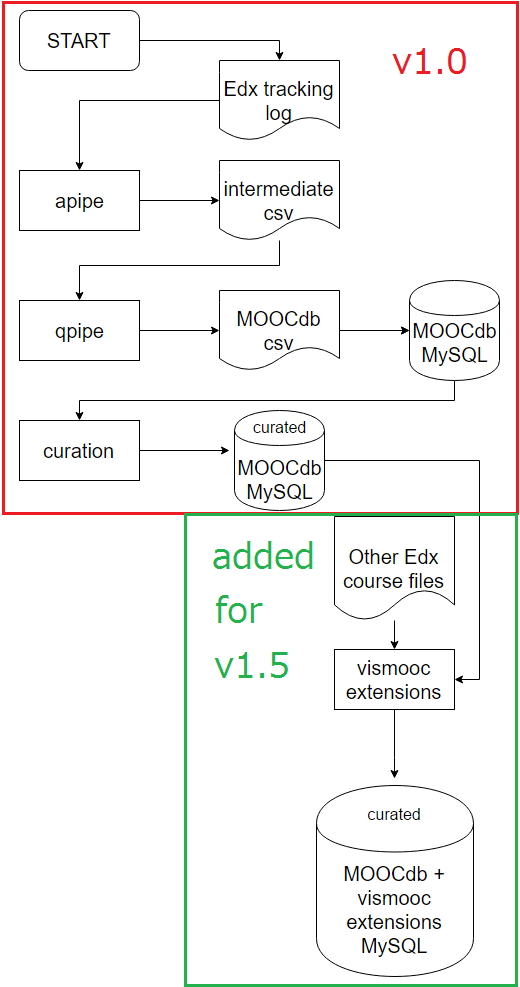 START
v1.0
Edx tracking
log
apipe
intermediate
csv
qpipe
MOOCdb
csv
MOOCdb
MySQL
curation
curated
MOOCdb
MySQL
added
for
v1.5
Other Edx
course files
vismooc
extensions
curated
MOOCdb +
vismooc
extensions
MySQL